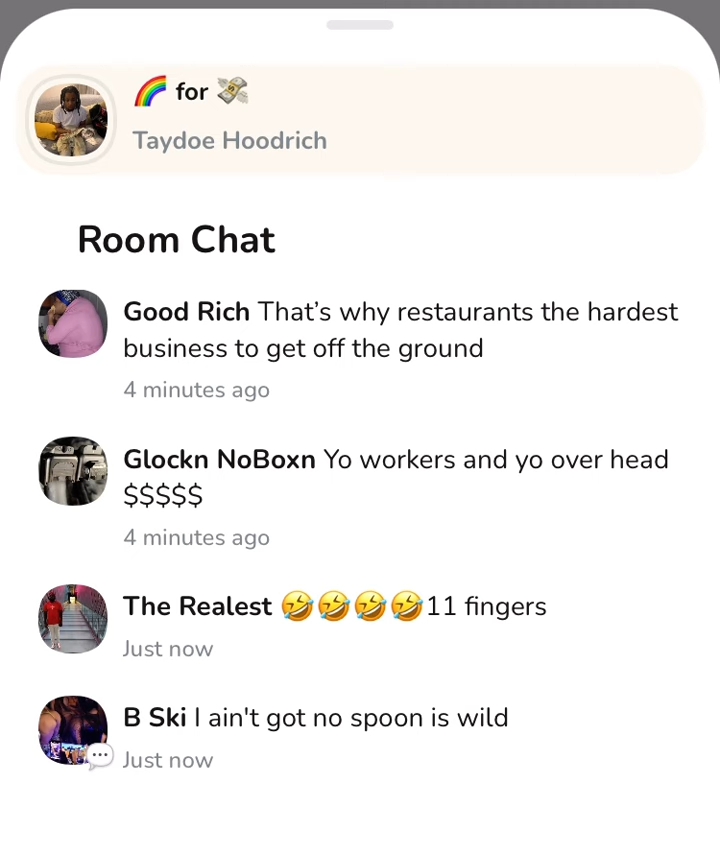 🌈 for 💸
Taydoe Hoodrich
Room Chat
Good Rich That’s why restaurants the hardest
business to get off the ground
4 minutes ago
Glockn NoBoxn Yo workers and yo over head
$$$$$
4 minutes ago
The Realest 🤣🤣🤣🤣11 fingers
Just now
B Ski I ain't got no spoon is wild
Just now